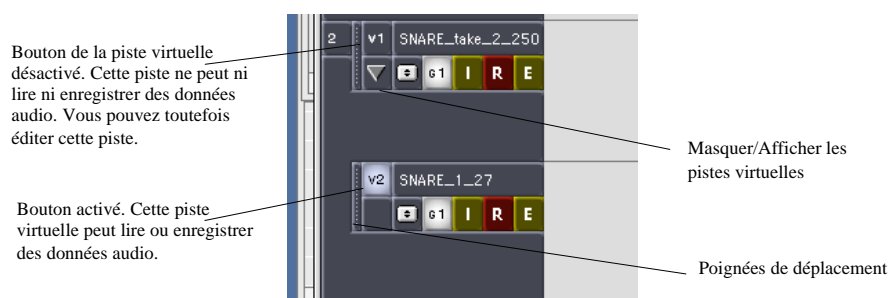 Bouton de la piste virtuelle
désactivé. Cette piste ne peut ni
lire ni enregistrer des données
audio. Vous pouvez toutefois
éditer cette piste.
2 v1 SNARE_take_2_250
G1 I R E
Masquer/Afficher les
pistes virtuelles
v2 SNARE_1_27
G1 I R E
Bouton activé. Cette piste
virtuelle peut lire ou enregistrer
des données audio.
Poignées de déplacement